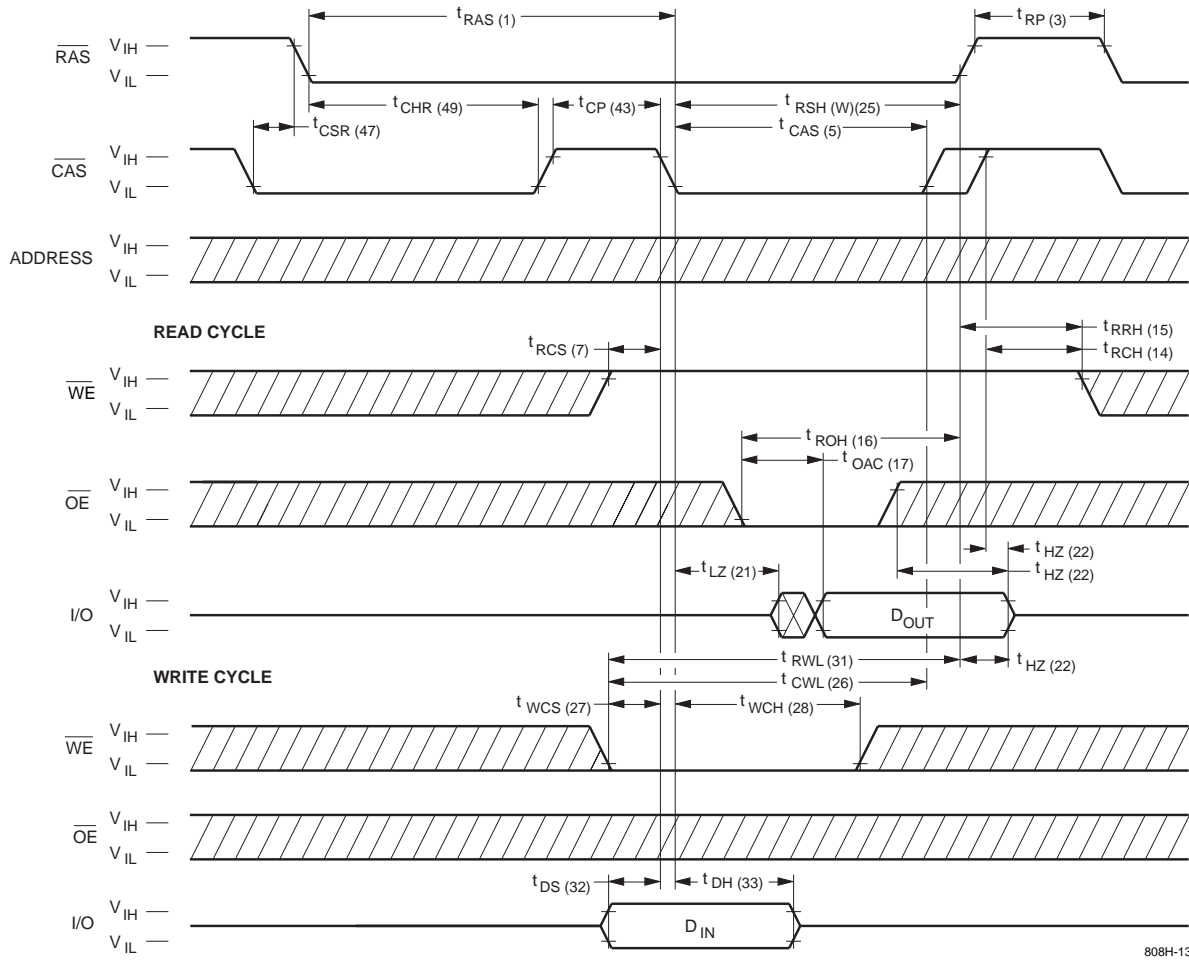 t RAS (1)
t RP (3)
RAS
V IH
V IL
t CHR (49)
t CP (43)
t RSH (W)(25)
t CSR (47)
t CAS (5)
CAS
V IH
V IL
ADDRESS
V IH
V IL
READ CYCLE
t RRH (15)
t RCS (7)
t RCH (14)
WE
V IH
V IL
t ROH (16)
t OAC (17)
OE
V IH
V IL
t HZ (22)
t LZ (21)
t HZ (22)
I/O
V IH
V IL
D OUT
t RWL (31)
t HZ (22)
WRITE CYCLE
t CWL (26)
t WCS (27)
t WCH (28)
WE
V IH
V IL
OE
V IH
V IL
t DS (32)
t DH (33)
I/O
V IH
V IL
D IN
808H-13